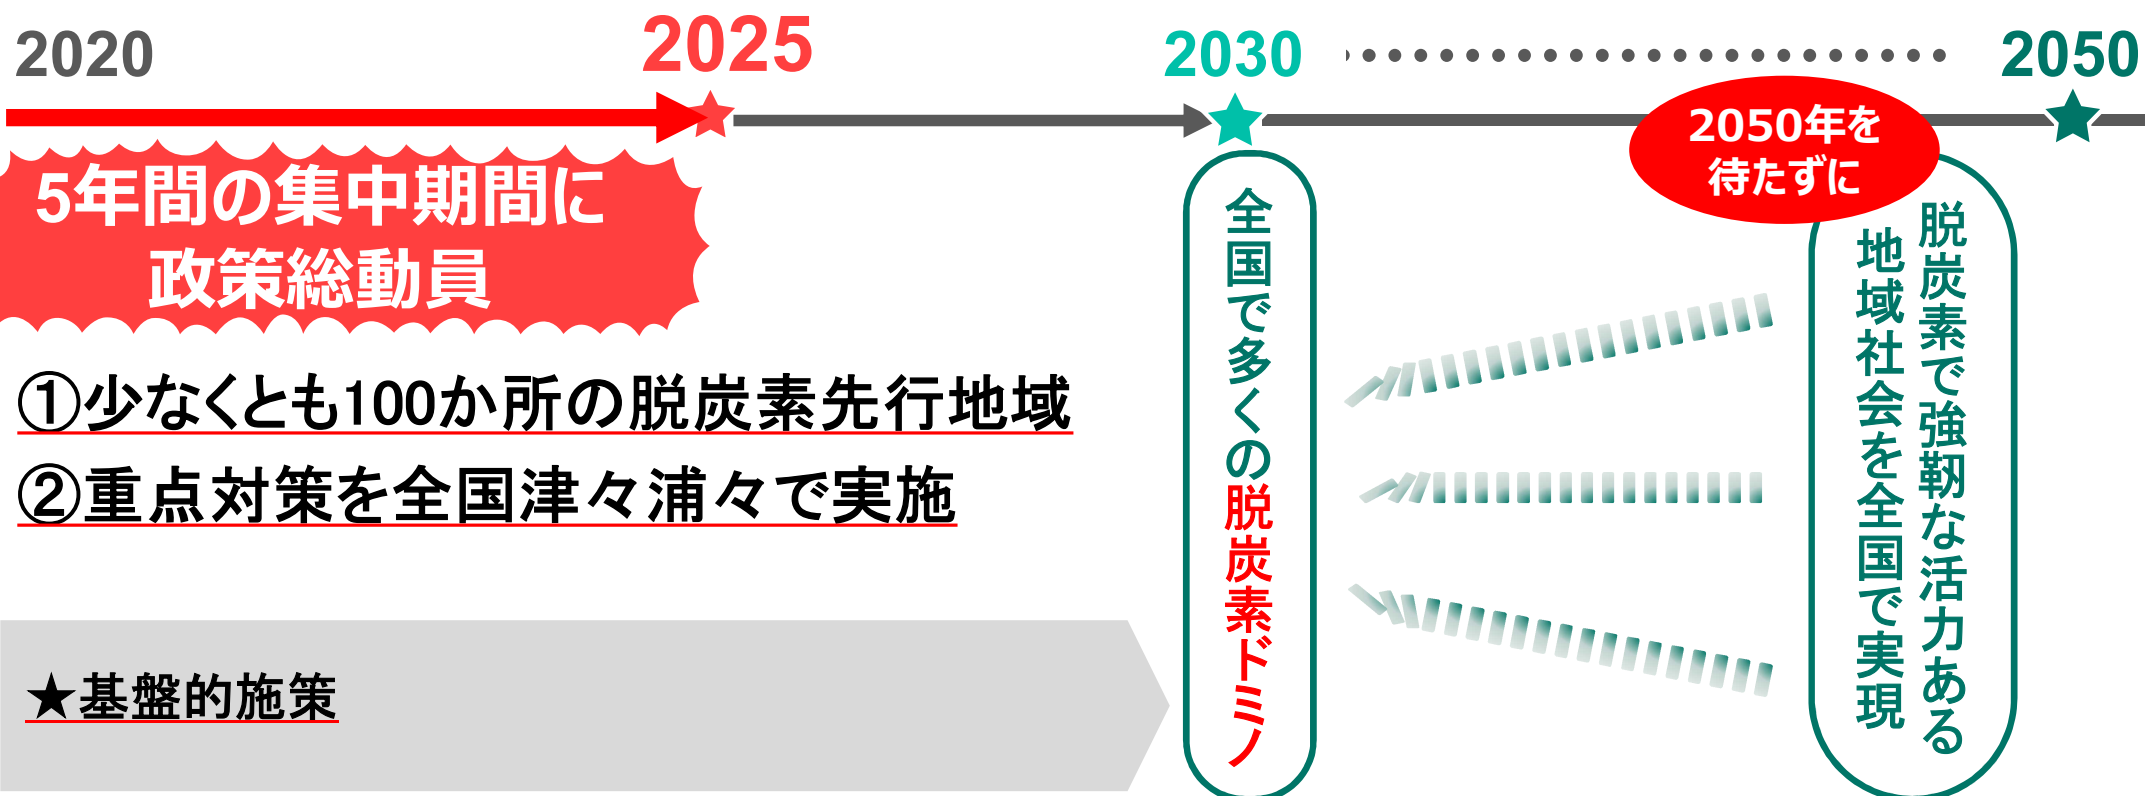 2020
2025
2030
2050
5年間の集中期間に
政策総動員
①少なくとも100か所の脱炭素先行地域
②重点対策を全国津々浦々で実施
★基盤的施策
全国で多くの脱炭素ドミノ
2050年を
待たずに
脱炭素で強靭な活力ある
地域社会を全国で実現